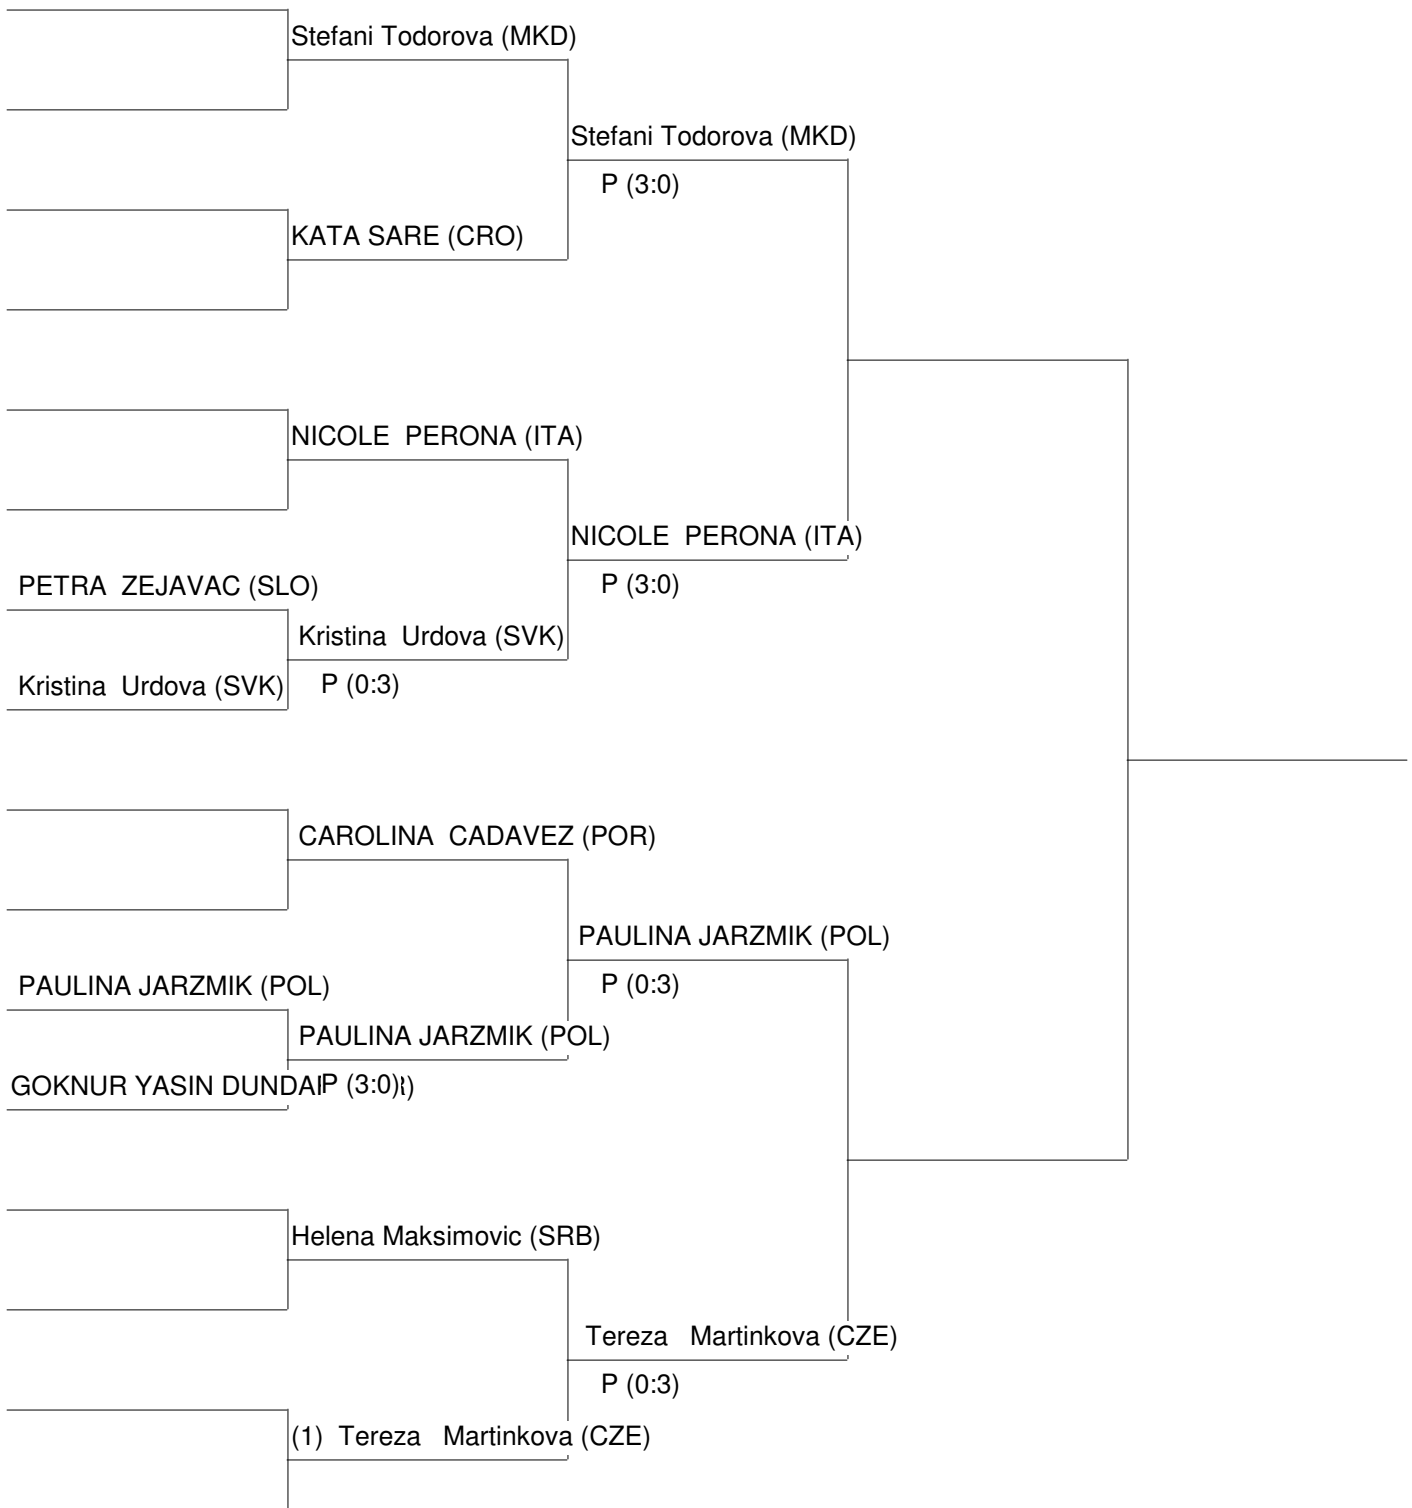 Stefani Todorova (MKD)
Stefani Todorova (MKD)
P (3:0)
KATA SARE (CRO)
NICOLE PERONA (ITA)
NICOLE PERONA (ITA)
P (3:0)
PETRA ZEJAVAC (SLO)
Kristina Urdova (SVK)
Kristina Urdova (SVK)
P (0:3)
CAROLINA CADAVEZ (POR)
PAULINA JARZMIK (POL)
P (0:3)
PAULINA JARZMIK (POL)
PAULINA JARZMIK (POL)
GOKNUR YASIN
P (3:0)
Helena Maksimovic (SRB)
Tereza Martinkova (CZE)
P (0:3)
(1) Tereza Martinkova (CZE)